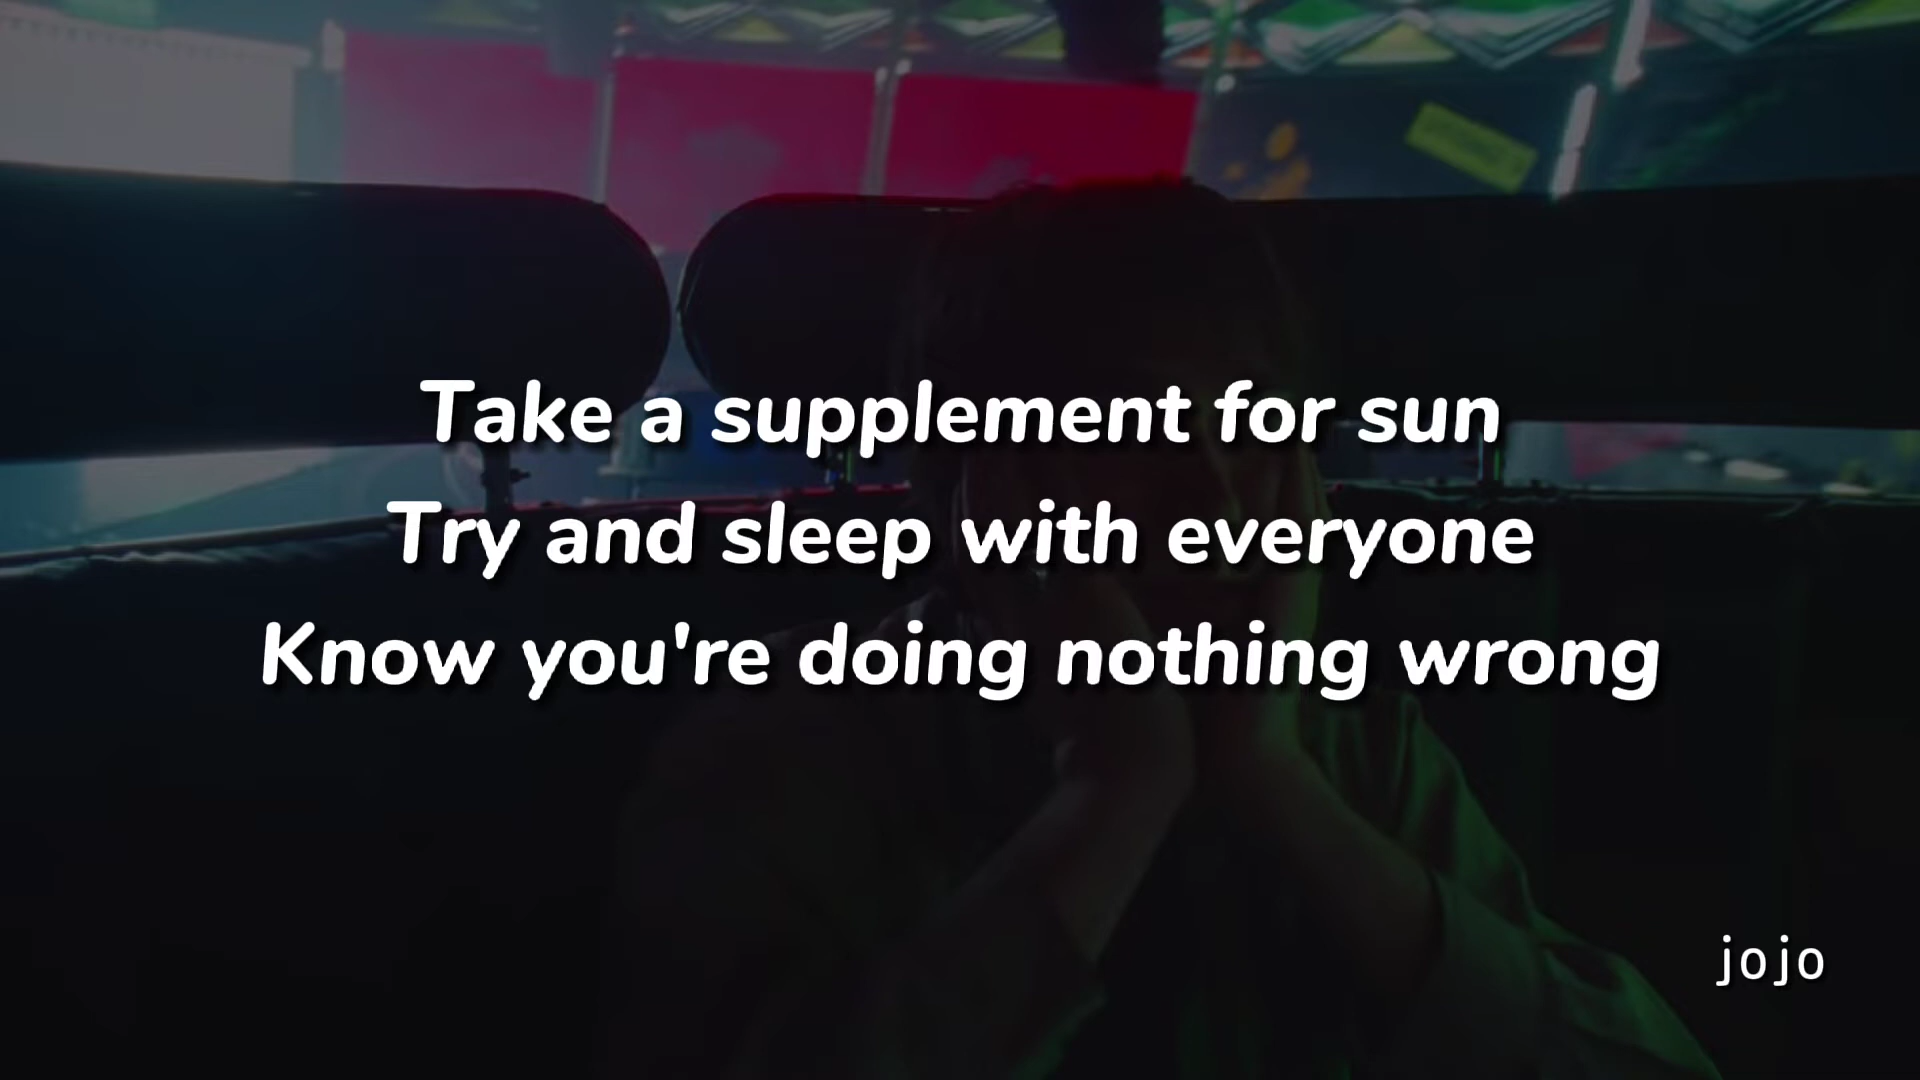 Take a supplement for sun
Try and sleep with everyone
Know you're doing nothing wrong
jojo